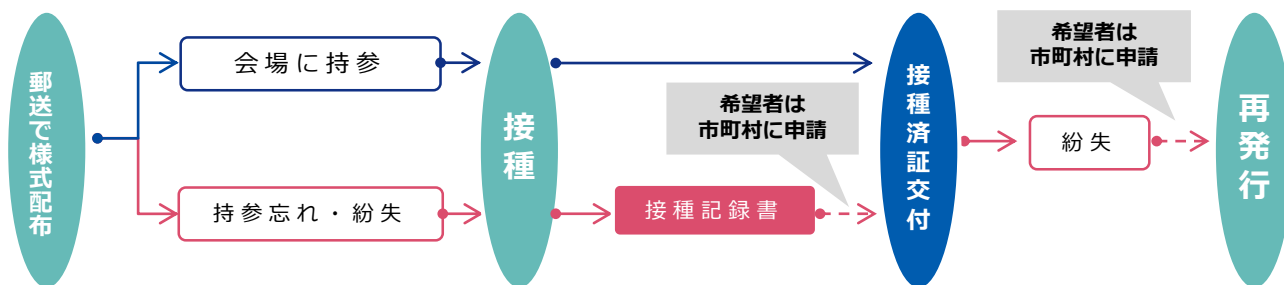 郵送で様式配布
会場に持参
持参忘れ・紛失
接種
希望者は
市町村に申請
接種記録書
接種済証交付
希望者は
市町村に申請
紛失
再発行